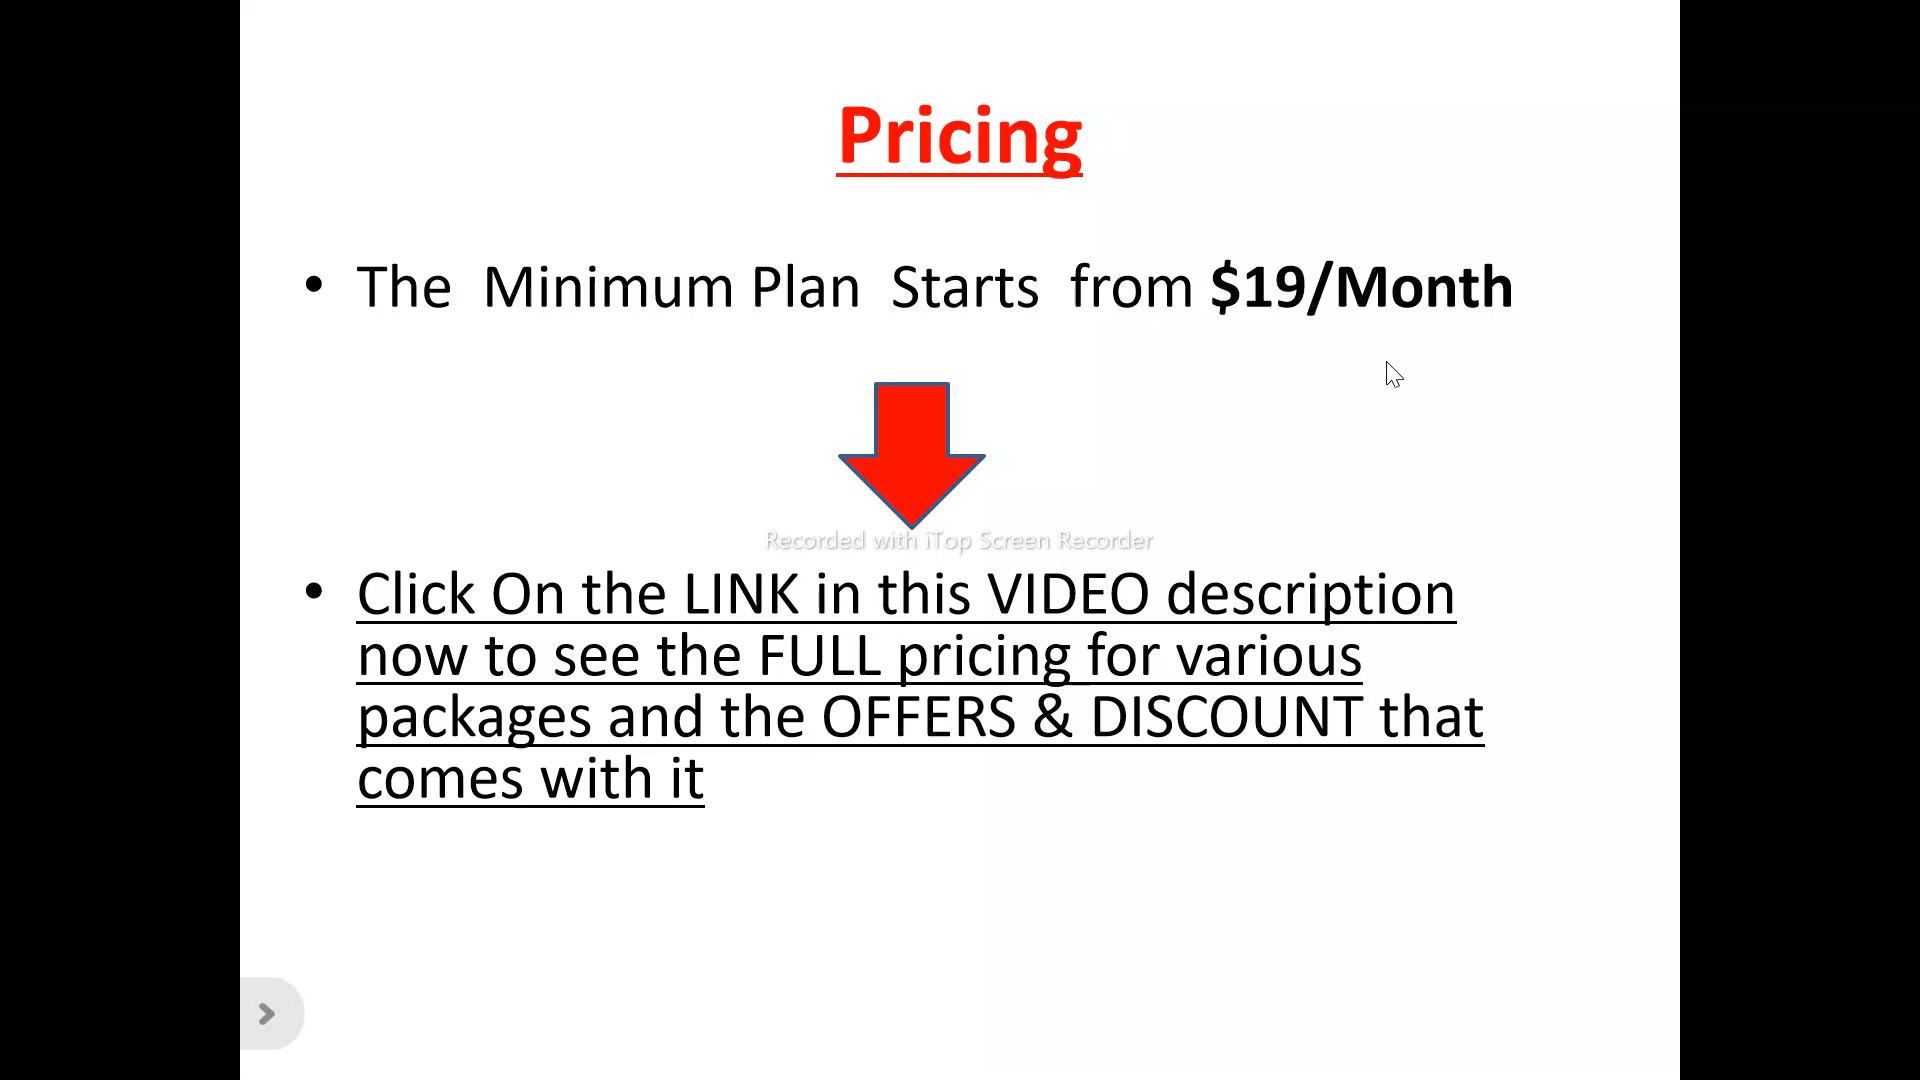 Pricing
• The Minimum Plan Starts from $19/Month
Recorded with iTop Screen Recorder
• Click On the LINK in this VIDEO description
now to see the FULL pricing for various
packages and the OFFERS & DISCOUNT that
comes with it